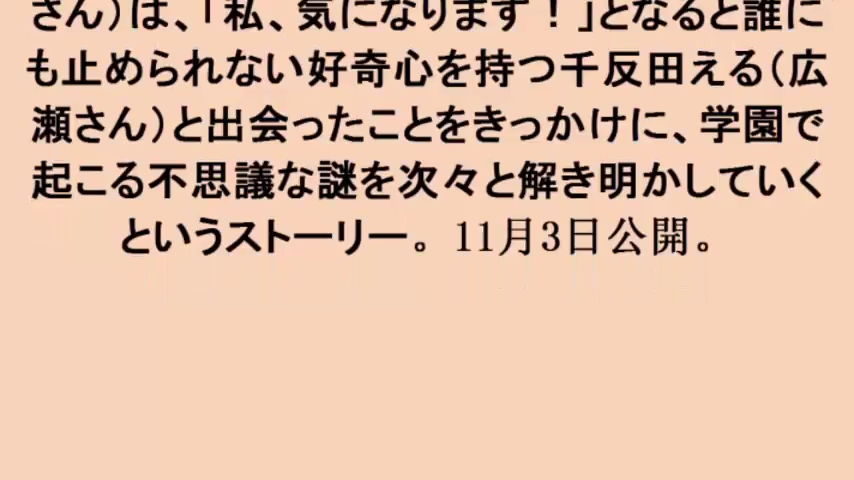 さん）は、「私、気になります！」となると誰に
も止められない好奇心を持つ千反田える（広
瀬さん）と出会ったことをきっかけに、学園で
起こる不思議な謎を次々と解き明かしていく
というストーリー。11月3日公開。